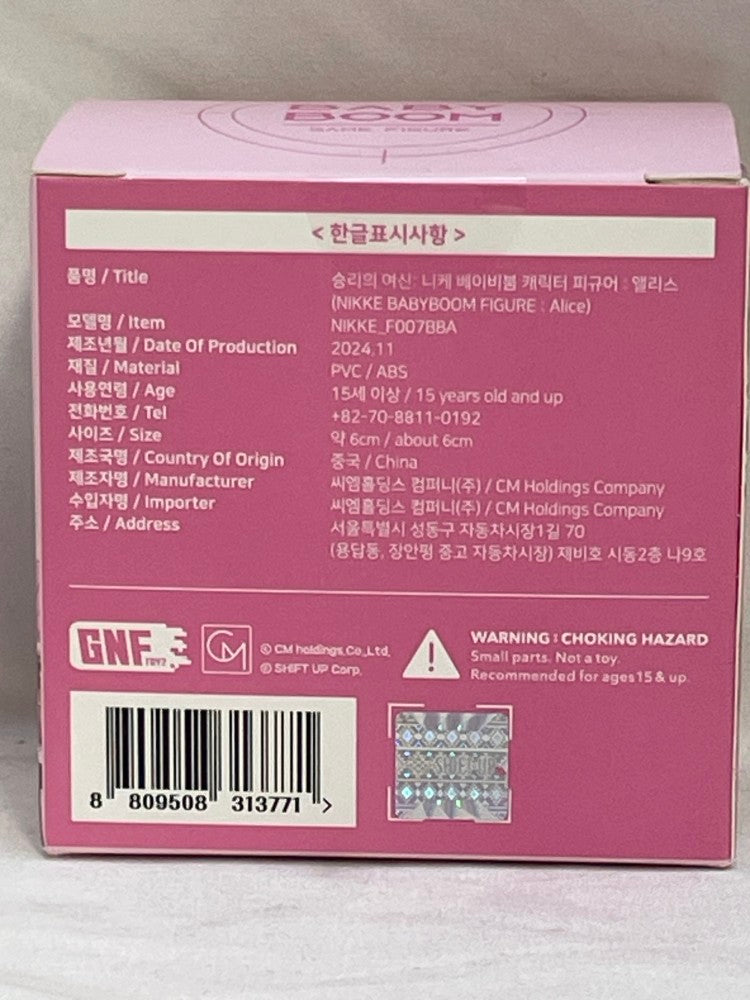 BABY
BOOM
GAME FIGURE
< 한글표시사항 >
품명 / Title 승리의 여신: 니케 베이비붐 캐릭터 피규어 : 앨리스
(NIKKE BABYBOOM FIGURE : Alice)
모델명 / Item NIKKE_F007BBA
제조년월 / Date Of Production 2024.11
재질 / Material PVC / ABS
사용연령 / Age 15세 이상 / 15 years old and up
전화번호 / Tel +82-70-8811-0192
사이즈 / Size 약 6cm / about 6cm
제조국명 / Country Of Origin 중국 / China
제조자명 / Manufacturer 씨엠홀딩스 컴퍼니(주) / CM Holdings Company
수입자명 / Importer 씨엠홀딩스 컴퍼니(주) / CM Holdings Company
주소 / Address 서울특별시 성동구 자동차시장1길 70
(용답동, 장안평 중고 자동차시장) 제비호 시동2층 나9호
GNF TOYZ
CM
© CM holdings.Co.,Ltd.
© SHIFT UP Corp.
WARNING : CHOKING HAZARD
Small parts. Not a toy.
Recommended for ages15 & up.
SHIFT UP
8 809508 313771 >